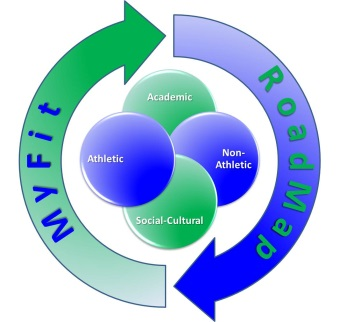 MyFit
RoadMap
Academic
Athletic
Non-
Athletic
Social-Cultural